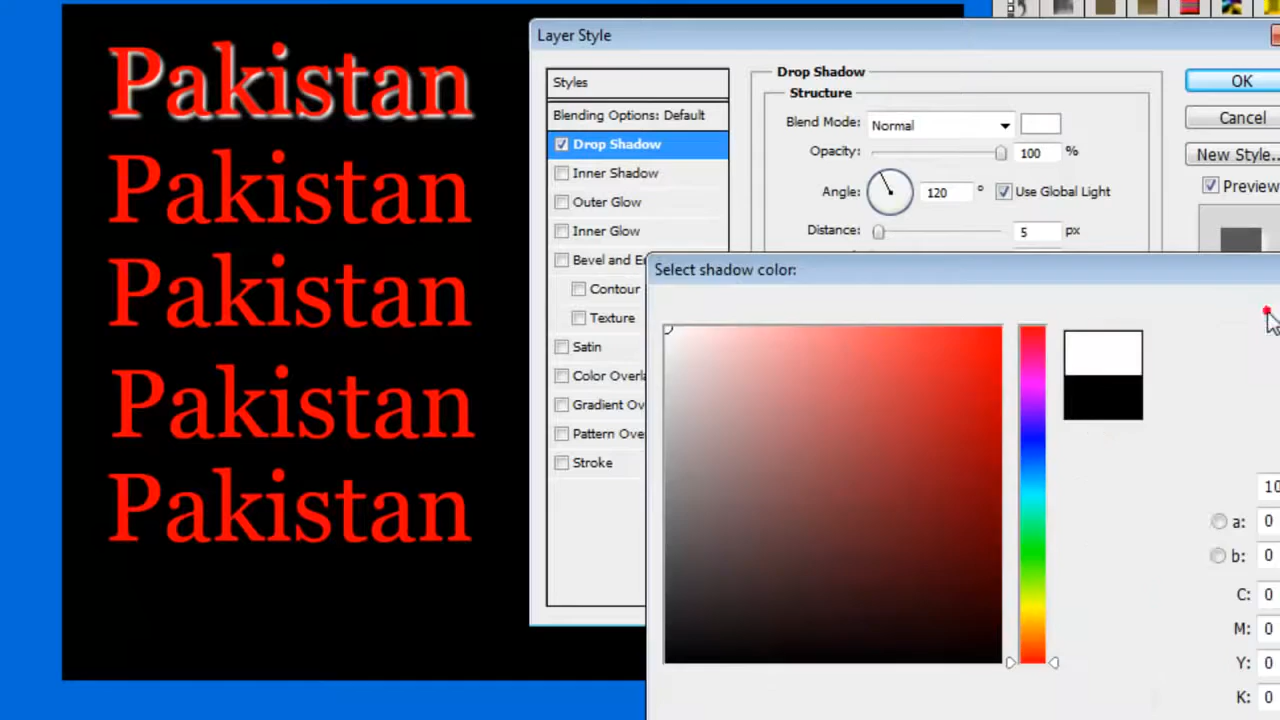 Pakistan
Pakistan
Pakistan
Pakistan
Pakistan
Layer Style
Styles
Blending Options: Default
Drop Shadow
Inner Shadow
Outer Glow
Inner Glow
Bevel and E
Contour
Texture
Satin
Color Overla
Gradient Ov
Pattern Ove
Stroke
Drop Shadow
Structure
Blend Mode: Normal
Opacity: 100 %
Angle: 120 ° Use Global Light
Distance: 5 px
OK
Cancel
New Style...
Preview
Select shadow color:
10
a: 0
b: 0
C: 0
M: 0
Y: 0
K: 0